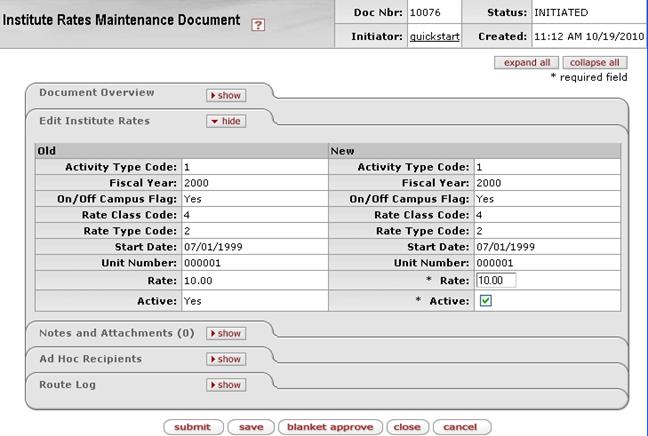 Institute Rates Maintenance Document ?
Doc Nbr: 10076 Status: INITIATED
Initiator: quickstart Created: 11:12 AM 10/19/2010
expand all collapse all
* required field
Document Overview show
Edit Institute Rates hide
Old New
Activity Type Code: 1 Activity Type Code: 1
Fiscal Year: 2000 Fiscal Year: 2000
On/Off Campus Flag: Yes On/Off Campus Flag: Yes
Rate Class Code: 4 Rate Class Code: 4
Rate Type Code: 2 Rate Type Code: 2
Start Date: 07/01/1999 Start Date: 07/01/1999
Unit Number: 000001 Unit Number: 000001
Rate: 10.00 * Rate: 10.00
Active: Yes * Active:
Notes and Attachments (0) show
Ad Hoc Recipients show
Route Log show
submit save blanket approve close cancel